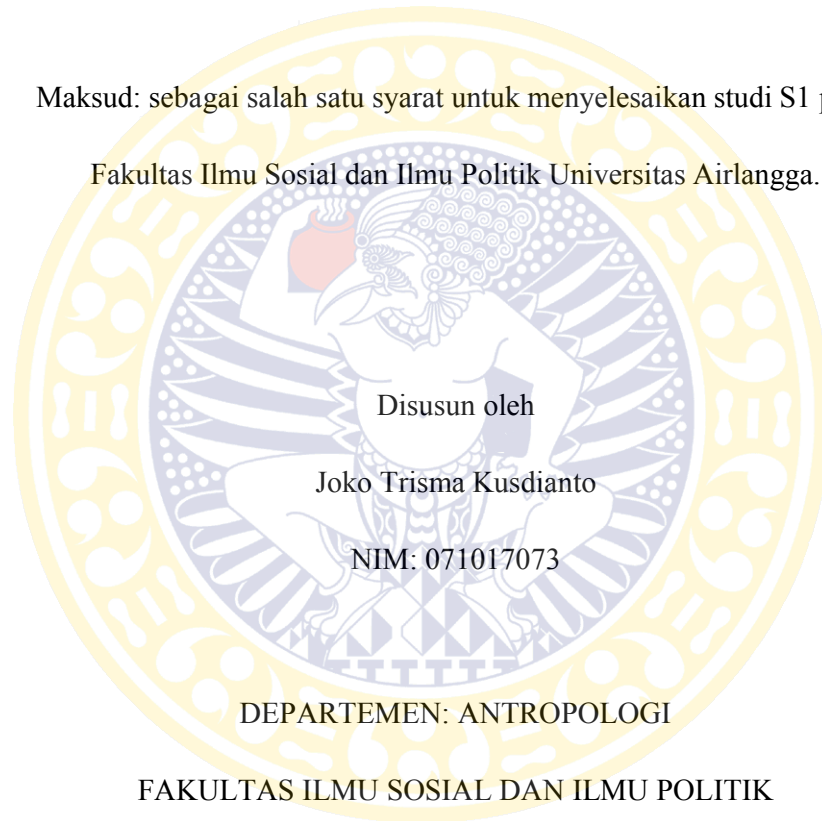 Maksud: sebagai salah satu syarat untuk menyelesaikan studi S1
Fakultas Ilmu Sosial dan Ilmu Politik Universitas Airlangga.
Disusun oleh
Joko Trisma Kusdianto
NIM: 071017073
DEPARTEMEN: ANTROPOLOGI
FAKULTAS ILMU SOSIAL DAN ILMU POLITIK